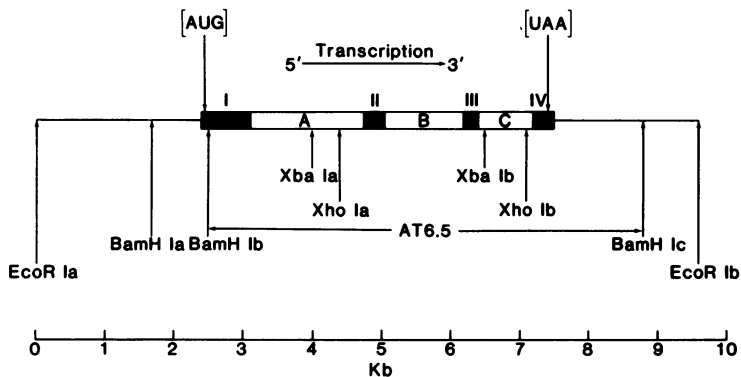 [AUG]
[UAA]
Transcription
5′ 3′
I II III IV
A B C
Xba Ia Xba Ib
Xho Ia Xho Ib
AT6.5
BamH Ia BamH Ib BamH Ic
EcoR Ia EcoR Ib
0 1 2 3 4 5 6 7 8 9 10
Kb